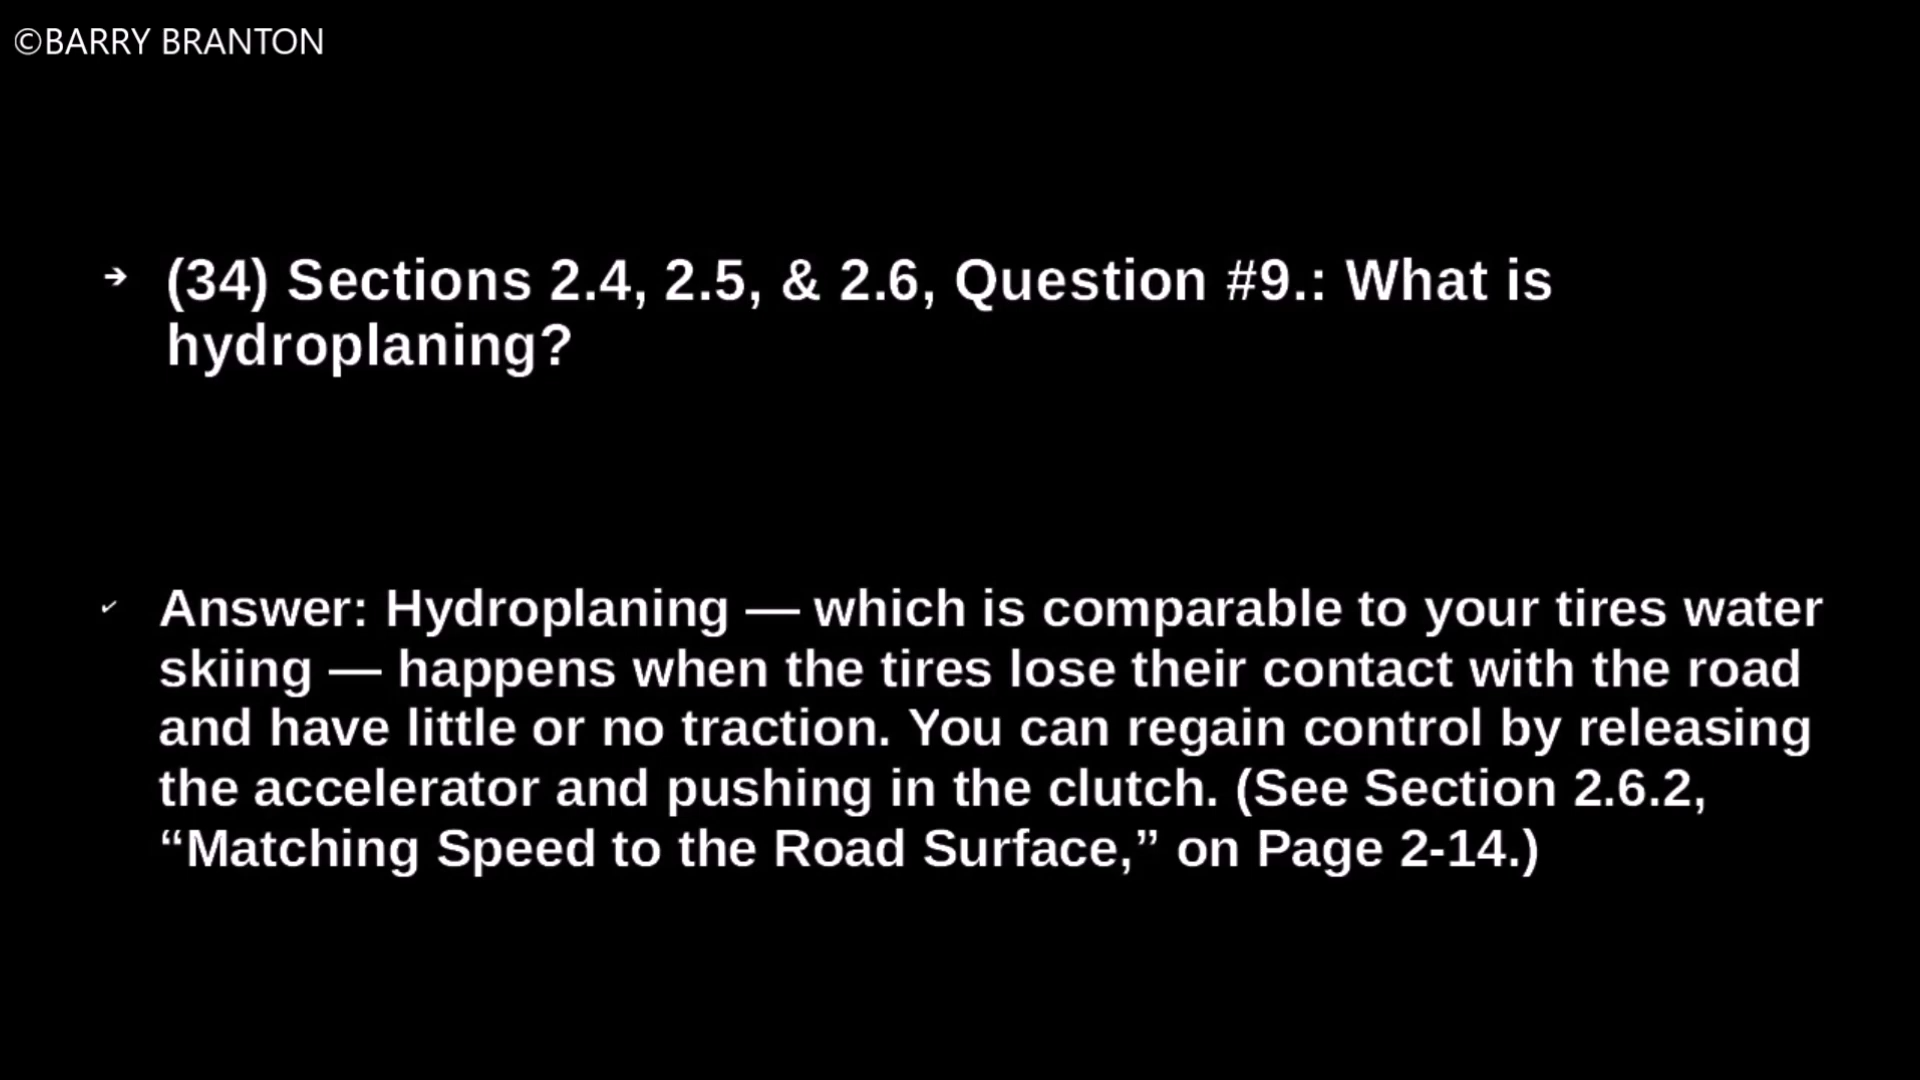 ©BARRY BRANTON
➔ (34) Sections 2.4, 2.5, & 2.6, Question #9.: What is
hydroplaning?
✓ Answer: Hydroplaning — which is comparable to your tires water
skiing — happens when the tires lose their contact with the road
and have little or no traction. You can regain control by releasing
the accelerator and pushing in the clutch. (See Section 2.6.2,
“Matching Speed to the Road Surface,” on Page 2-14.)